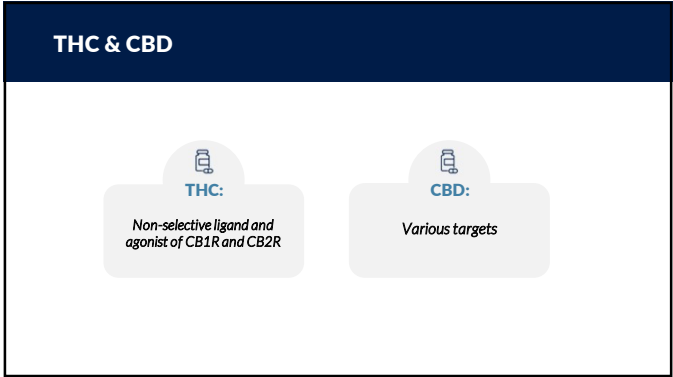 THC & CBD
THC:
Non-selective ligand and
agonist of CB1R and CB2R
CBD:
Various targets